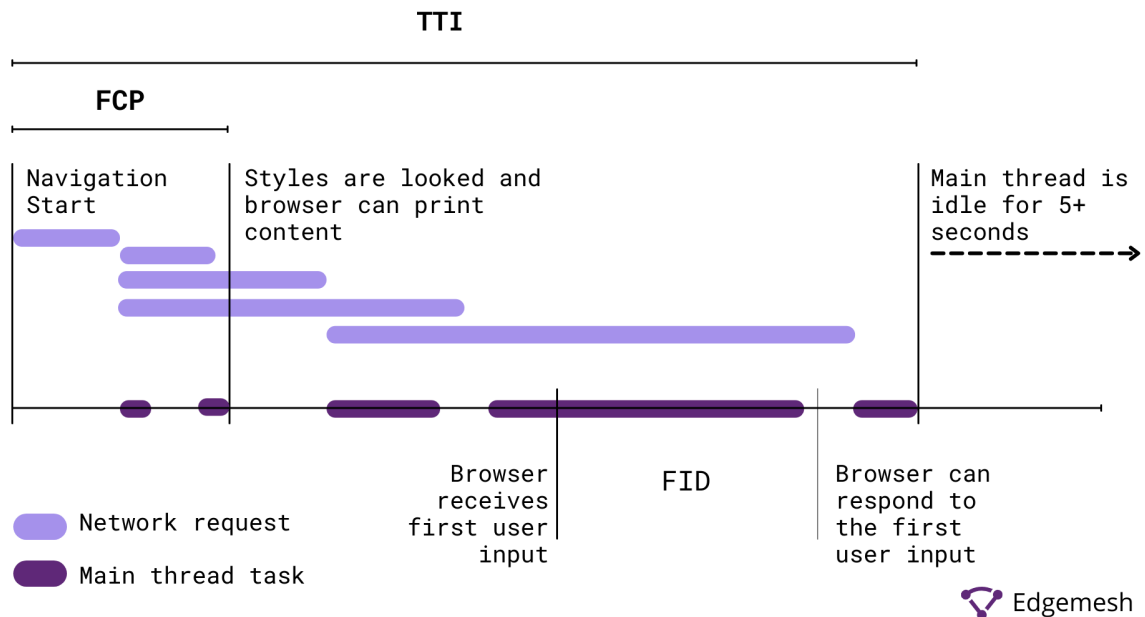 TTI
FCP
Navigation
Start
Styles are looked and
browser can print
content
Main thread is
idle for 5+
seconds
Browser
receives
first user
input
FID
Browser can
respond to
the first
user input
Network request
Main thread task
Edgemesh